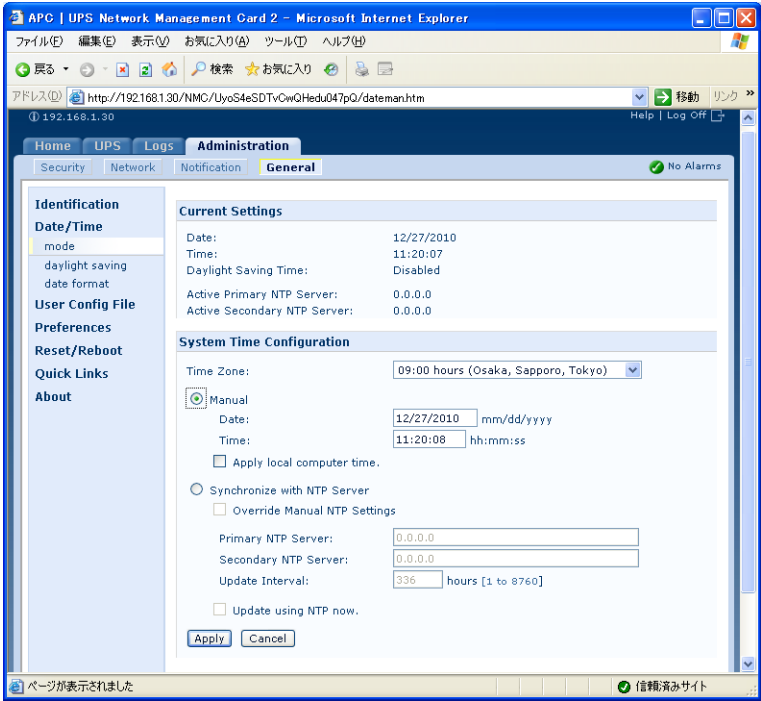 APC | UPS Network Management Card 2 - Microsoft Internet Explorer
ファイル(F) 編集(E) 表示(V) お気に入り(A) ツール(T) ヘルプ(H)
戻る 検索 お気に入り
アドレス(D) http://192.168.1.30/NMC/UyoS4eSDTvCwQHedu047pQ/dateman.htm 移動 リンク »
192.168.1.30 Help | Log Off
Home UPS Logs Administration
Security Network Notification General No Alarms
Identification
Date/Time
mode
daylight saving
date format
User Config File
Preferences
Reset/Reboot
Quick Links
About
Current Settings
Date: 12/27/2010
Time: 11:20:07
Daylight Saving Time: Disabled
Active Primary NTP Server: 0.0.0.0
Active Secondary NTP Server: 0.0.0.0
System Time Configuration
Time Zone: 09:00 hours (Osaka, Sapporo, Tokyo)
Manual
Date: 12/27/2010 mm/dd/yyyy
Time: 11:20:08 hh:mm:ss
Apply local computer time.
Synchronize with NTP Server
Override Manual NTP Settings
Primary NTP Server: 0.0.0.0
Secondary NTP Server: 0.0.0.0
Update Interval: 336 hours [1 to 8760]
Update using NTP now.
Apply Cancel
ページが表示されました 信頼済みサイト